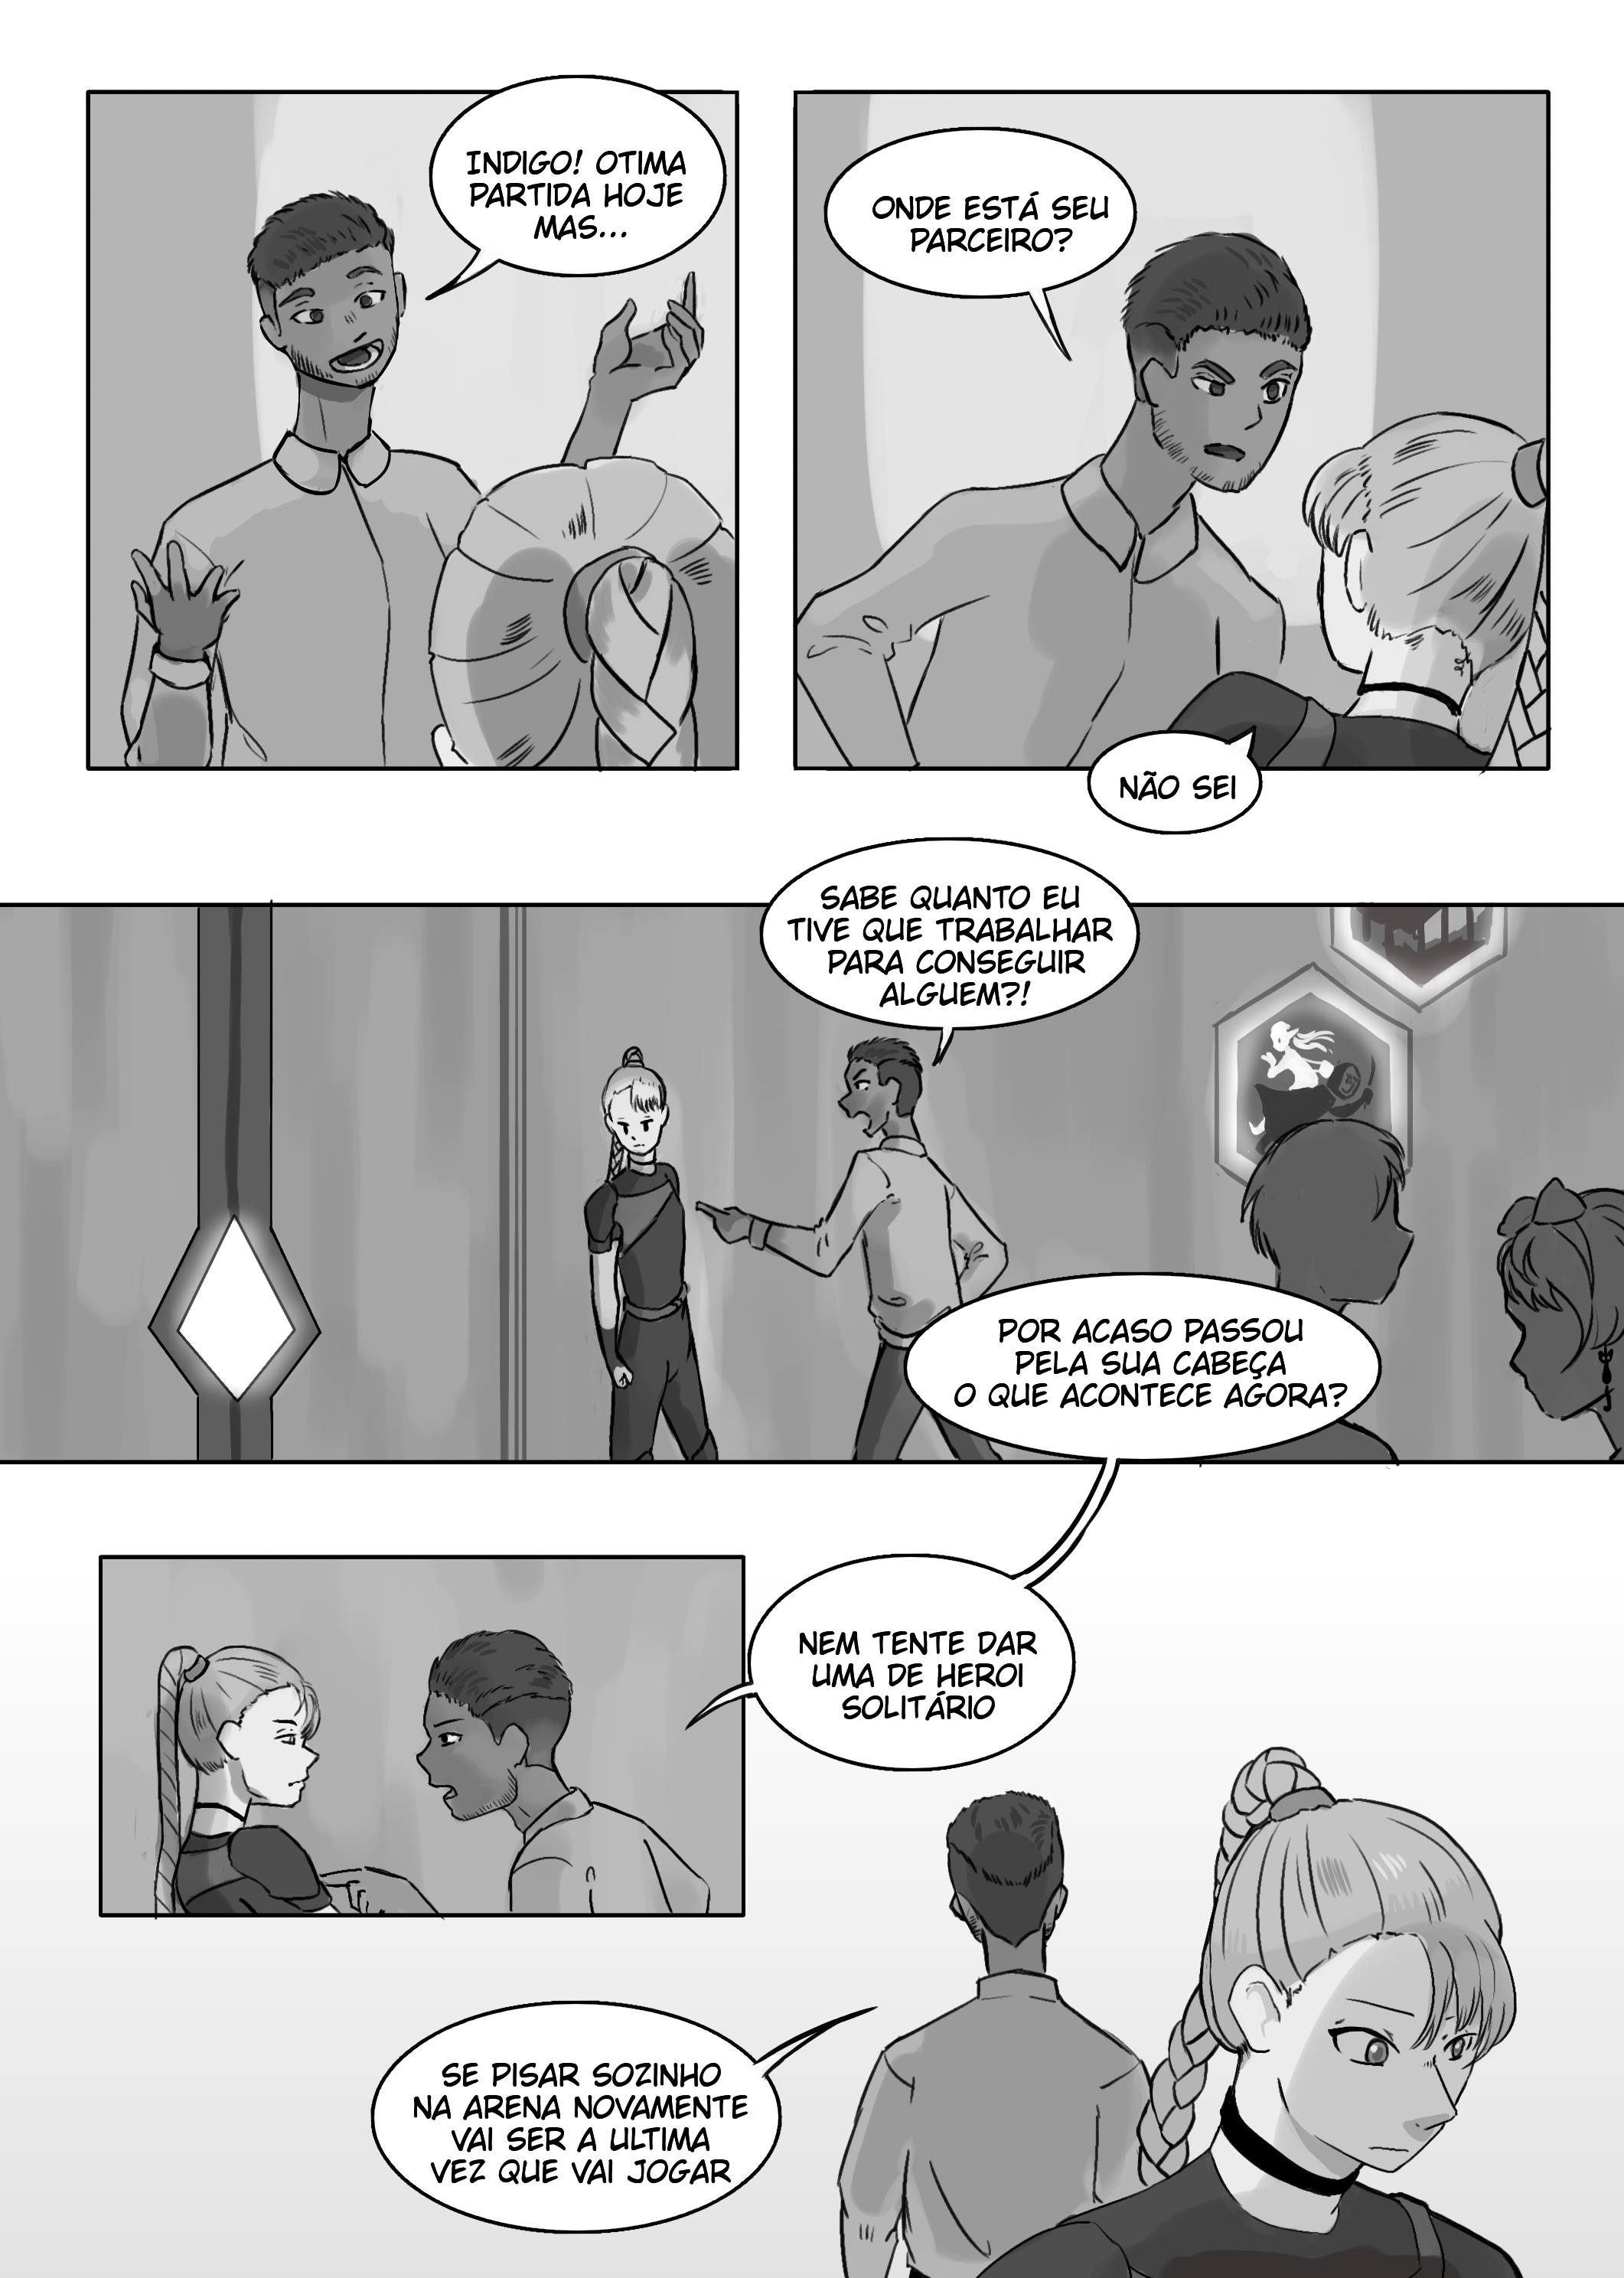 INDIGO! OTIMA
PARTIDA HOJE
MAS...
ONDE ESTÁ SEU
PARCEIRO?
NÃO SEI
SABE QUANTO EU
TIVE QUE TRABALHAR
PARA CONSEGUIR
ALGUEM?!
POR ACASO PASSOU
PELA SUA CABEÇA
O QUE ACONTECE AGORA?
NEM TENTE DAR
UMA DE HEROI
SOLITÁRIO
SE PISAR SOZINHO
NA ARENA NOVAMENTE
VAI SER A ULTIMA
VEZ QUE VAI JOGAR